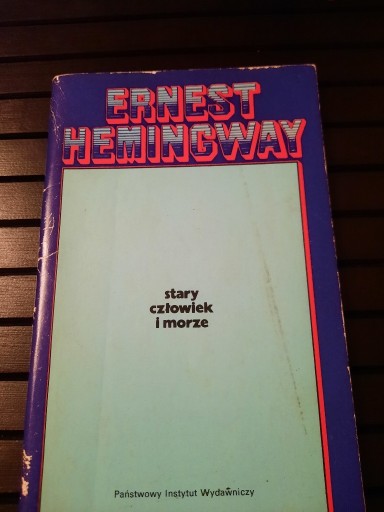 ERNEST
HEMINGWAY
stary
człowiek
i morze
Państwowy Instytut Wydawniczy